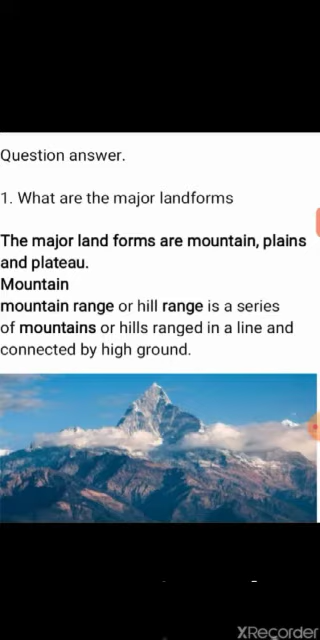 Question answer.
1. What are the major landforms
The major land forms are mountain, plains
and plateau.
Mountain
mountain range or hill range is a series
of mountains or hills ranged in a line and
connected by high ground.
XRecorder